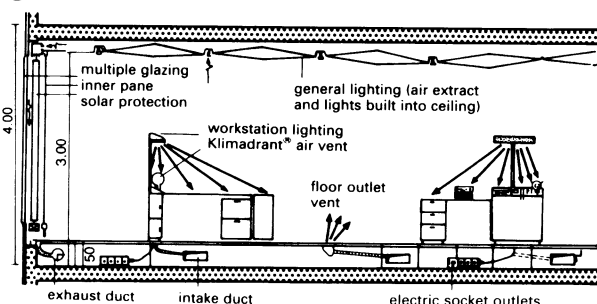 multiple glazing
inner pane
solar protection
general lighting (air extract
and lights built into ceiling)
4.00
3.00
workstation lighting
Klimadrant® air vent
floor outlet
vent
50
exhaust duct
intake duct
electric socket outlets